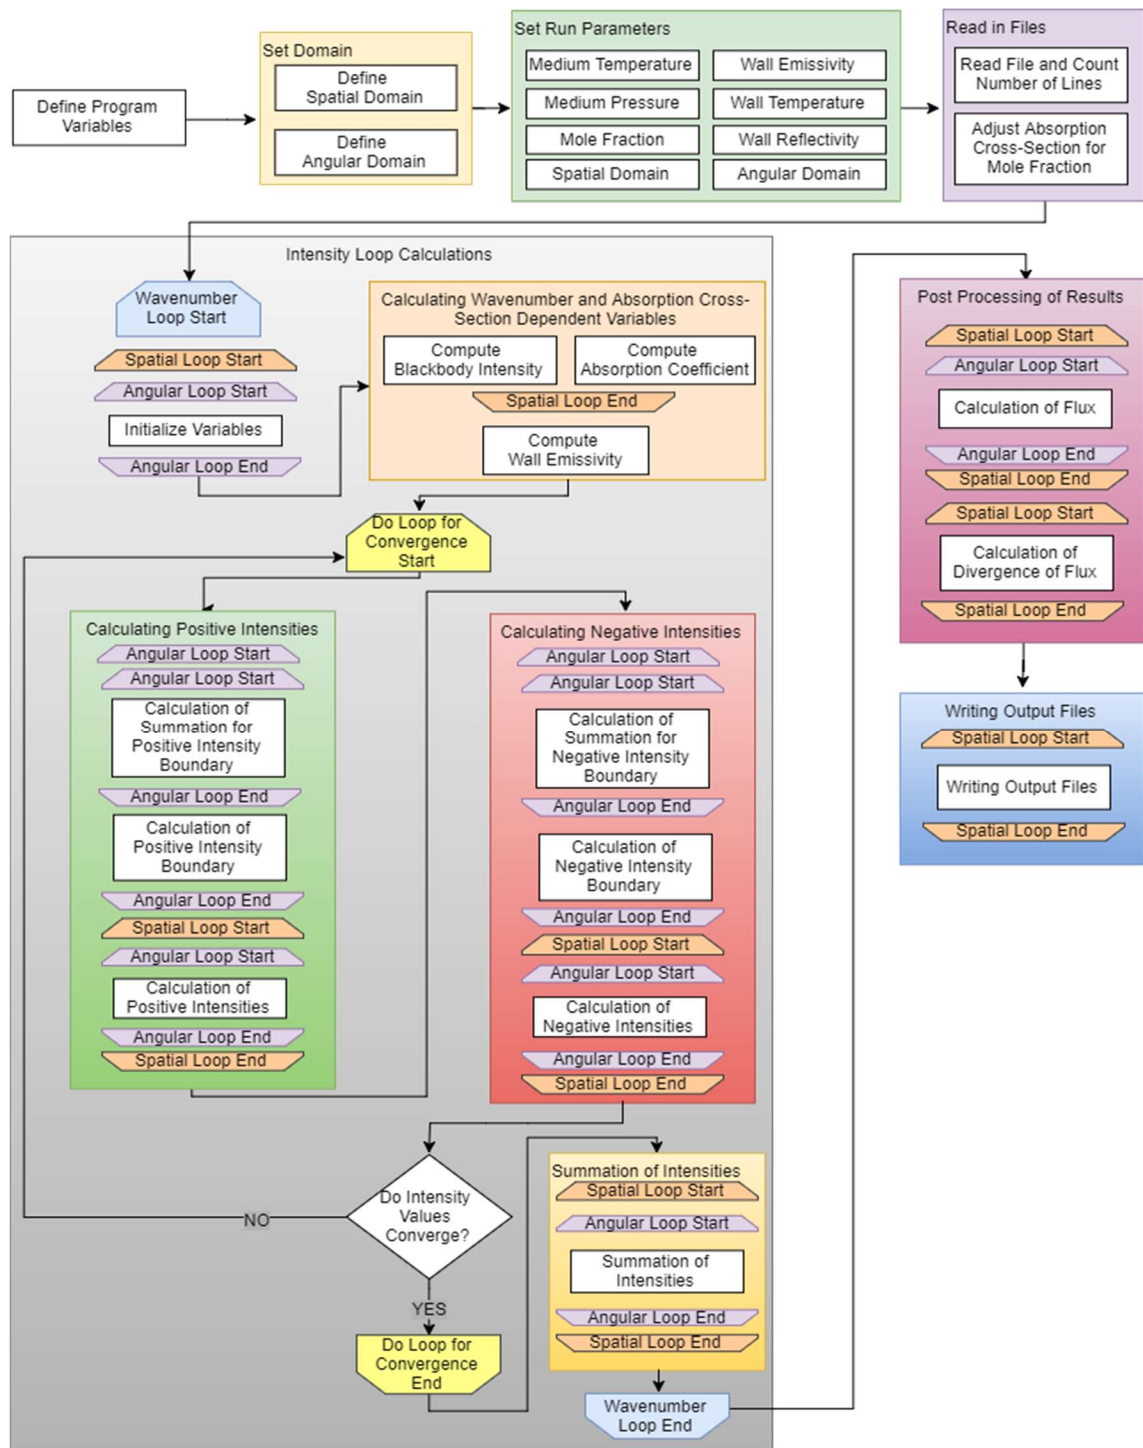 Define Program
Variables
Set Domain
Define
Spatial Domain
Define
Angular Domain
Set Run Parameters
Medium Temperature
Wall Emissivity
Medium Pressure
Wall Temperature
Mole Fraction
Wall Reflectivity
Spatial Domain
Angular Domain
Read in Files
Read File and Count
Number of Lines
Adjust Absorption
Cross-Section for
Mole Fraction
Intensity Loop Calculations
Wavenumber
Loop Start
Spatial Loop Start
Angular Loop Start
Initialize Variables
Angular Loop End
Calculating Wavenumber and Absorption Cross-
Section Dependent Variables
Compute
Blackbody Intensity
Compute
Absorption Coefficient
Spatial Loop End
Compute
Wall Emissivity
Do Loop for
Convergence
Start
Calculating Positive Intensities
Angular Loop Start
Angular Loop Start
Calculation of
Summation for
Positive Intensity
Boundary
Angular Loop End
Calculation of
Positive Intensity
Boundary
Angular Loop End
Spatial Loop Start
Angular Loop Start
Calculation of
Positive Intensities
Angular Loop End
Spatial Loop End
Calculating Negative Intensities
Angular Loop Start
Angular Loop Start
Calculation of
Summation for
Negative Intensity
Boundary
Angular Loop End
Calculation of
Negative Intensity
Boundary
Angular Loop End
Spatial Loop Start
Angular Loop Start
Calculation of
Negative Intensities
Angular Loop End
Spatial Loop End
Do Intensity
Values
Converge?
NO
YES
Do Loop for
Convergence
End
Summation of Intensities
Spatial Loop Start
Angular Loop Start
Summation of
Intensities
Angular Loop End
Spatial Loop End
Wavenumber
Loop End
Post Processing of Results
Spatial Loop Start
Angular Loop Start
Calculation of Flux
Angular Loop End
Spatial Loop End
Spatial Loop Start
Calculation of
Divergence of Flux
Spatial Loop End
Writing Output Files
Spatial Loop Start
Writing Output Files
Spatial Loop End